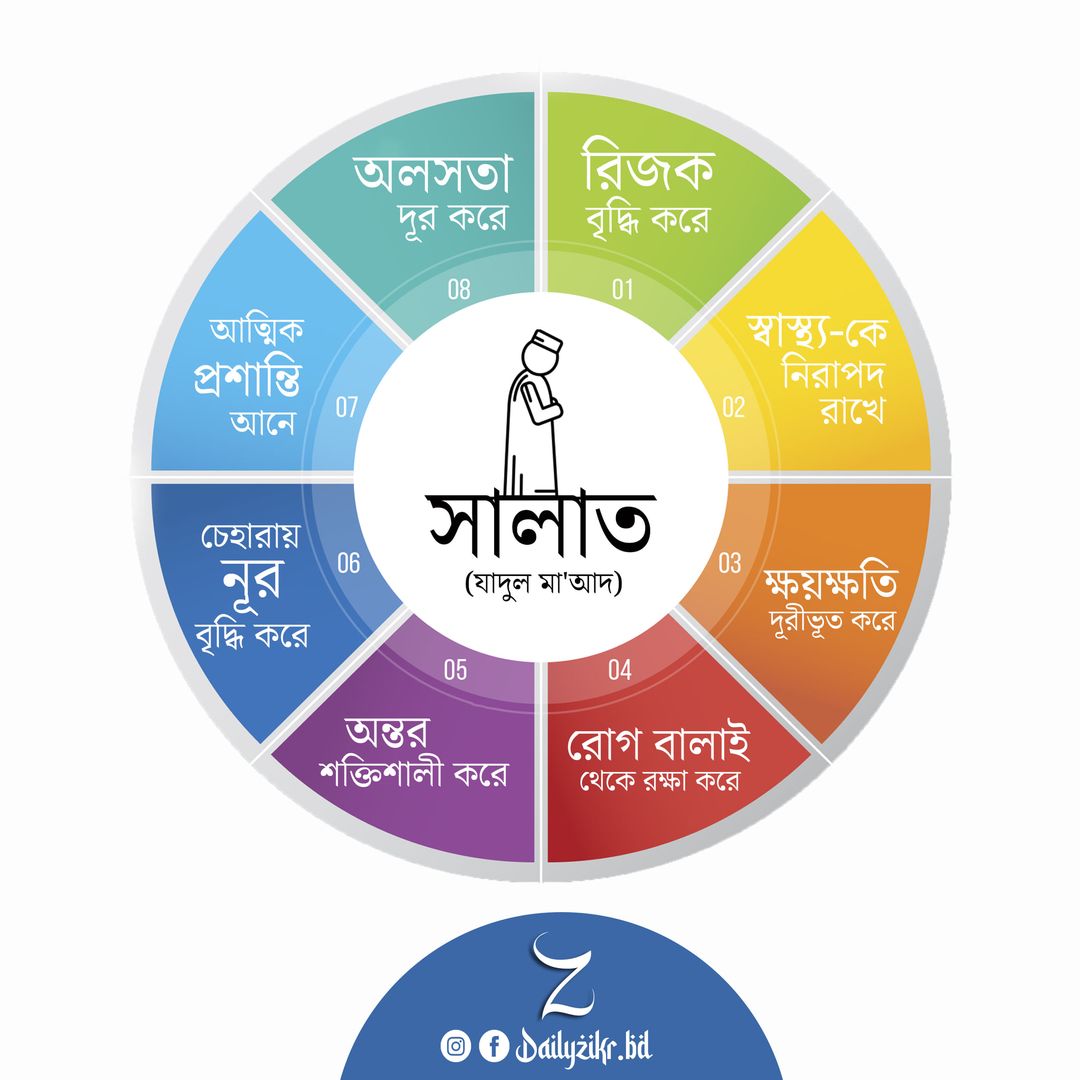 রিজক
বৃদ্ধি করে
01
স্বাস্থ্য-কে
নিরাপদ
রাখে
02
ক্ষয়ক্ষতি
দূরীভূত করে
03
রোগ বালাই
থেকে রক্ষা করে
04
অন্তর
শক্তিশালী করে
05
চেহারায়
নূর
বৃদ্ধি করে
06
আত্মিক
প্রশান্তি
আনে
07
অলসতা
দূর করে
08
সালাত
(যাদুল মা'আদ)
Z
Dailyzikr.bd